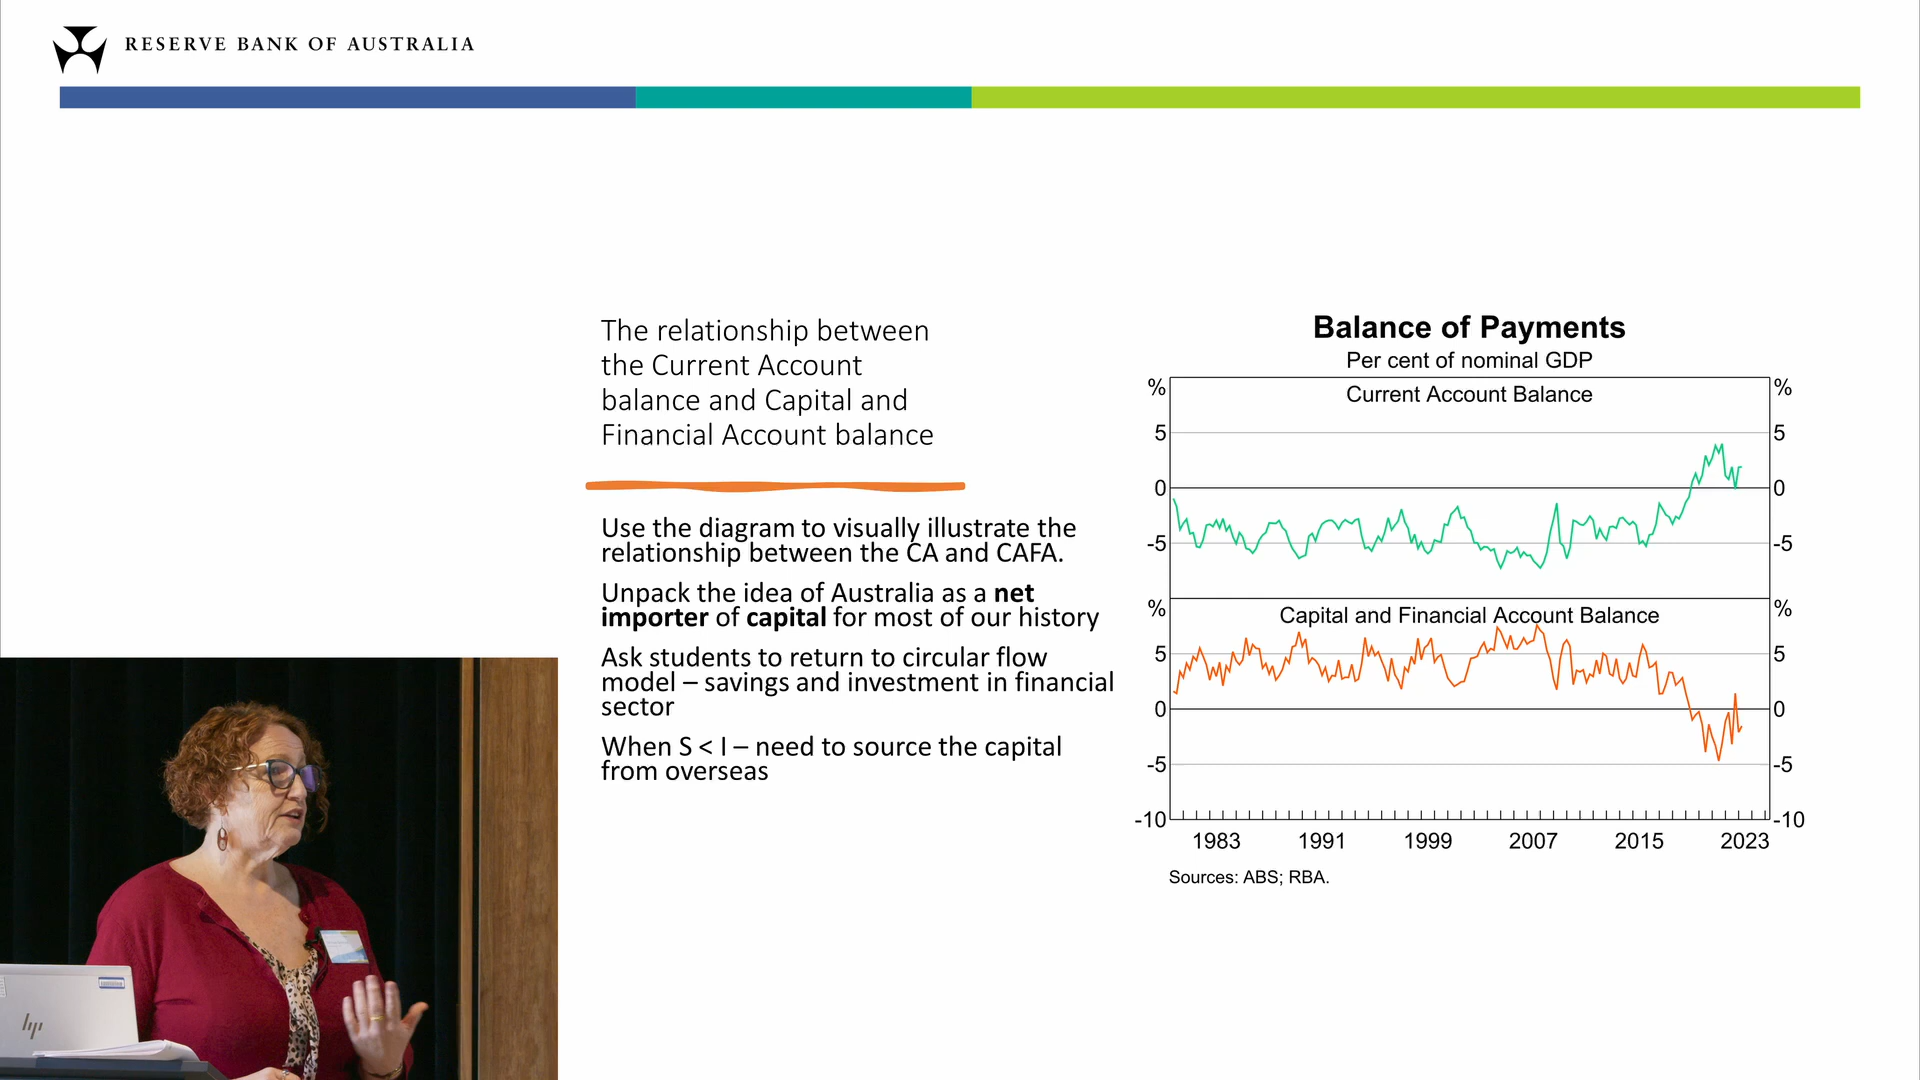 RESERVE BANK OF AUSTRALIA
The relationship between
the Current Account
balance and Capital and
Financial Account balance
Use the diagram to visually illustrate the
relationship between the CA and CAFA.
Unpack the idea of Australia as a net
importer of capital for most of our history
Ask students to return to circular flow
model – savings and investment in financial
sector
When S < I – need to source the capital
from overseas
Balance of Payments
Per cent of nominal GDP
% %
Current Account Balance
5 5
0 0
-5 -5
% %
Capital and Financial Account Balance
5 5
0 0
-5 -5
-10 -10
1983 1991 1999 2007 2015 2023
Sources: ABS; RBA.
hp